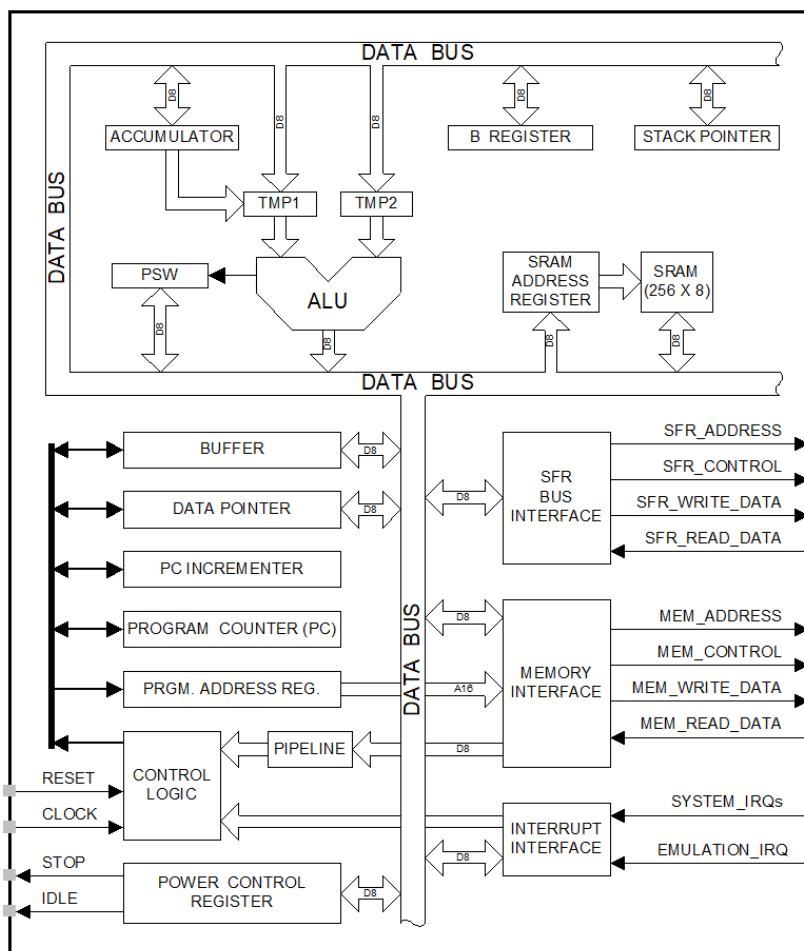 DATA BUS
D8
D8
D8
D8
D8
ACCUMULATOR
B REGISTER
STACK POINTER
DATA BUS
TMP1
TMP2
PSW
ALU
SRAM
ADDRESS
REGISTER
SRAM
(256 X 8)
D8
D8
D8
D8
DATA BUS
BUFFER
D8
DATA POINTER
D8
PC INCREMENTER
PROGRAM COUNTER (PC)
PRGM. ADDRESS REG.
A16
DATA BUS
D8
SFR
BUS
INTERFACE
SFR_ADDRESS
SFR_CONTROL
SFR_WRITE_DATA
SFR_READ_DATA
D8
MEMORY
INTERFACE
MEM_ADDRESS
MEM_CONTROL
MEM_WRITE_DATA
MEM_READ_DATA
RESET
CLOCK
CONTROL
LOGIC
PIPELINE
D8
INTERRUPT
INTERFACE
D8
SYSTEM_IRQs
EMULATION_IRQ
STOP
IDLE
POWER CONTROL
REGISTER
D8